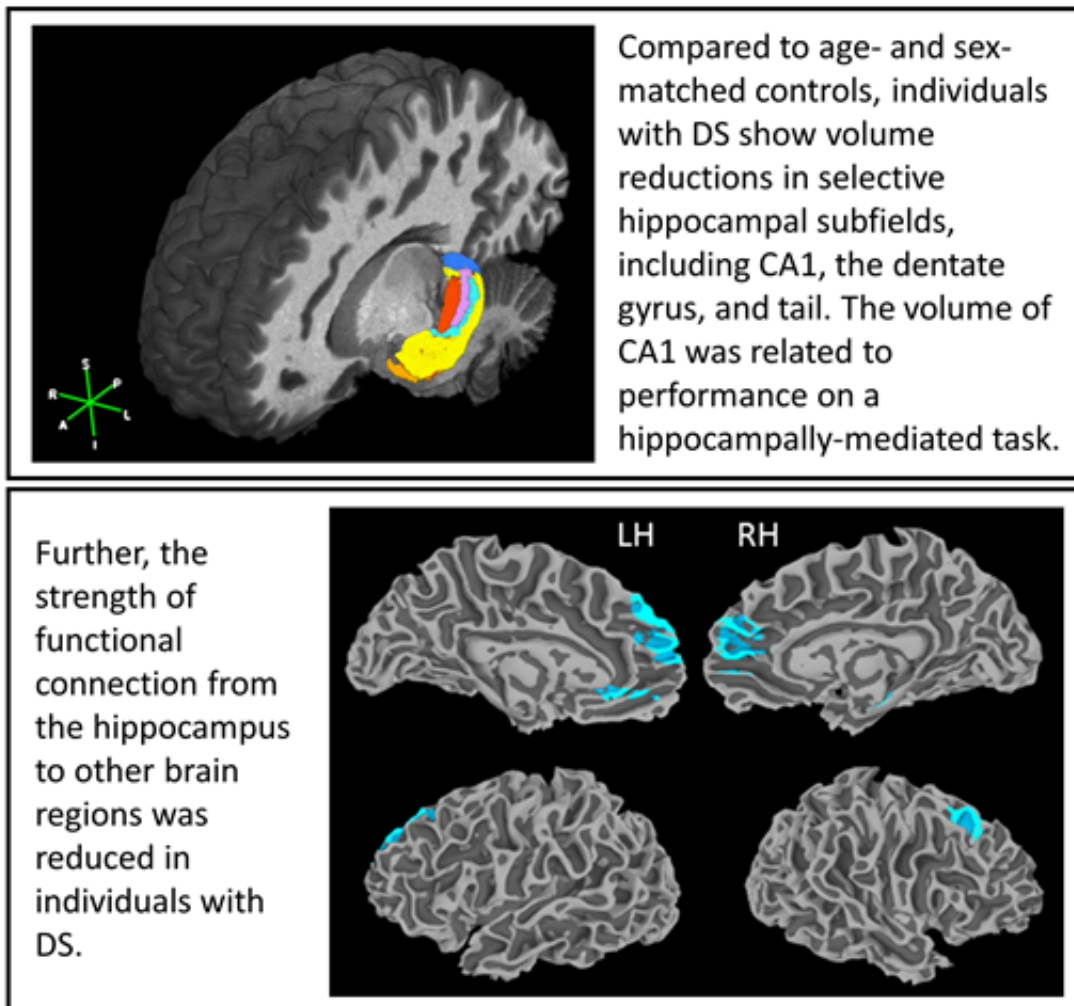 Compared to age- and sex-
matched controls, individuals
with DS show volume
reductions in selective
hippocampal subfields,
including CA1, the dentate
gyrus, and tail. The volume of
CA1 was related to
performance on a
hippocampally-mediated task.
S
P
R
L
A
I
Further, the
strength of
functional
connection from
the hippocampus
to other brain
regions was
reduced in
individuals with
DS.
LH
RH